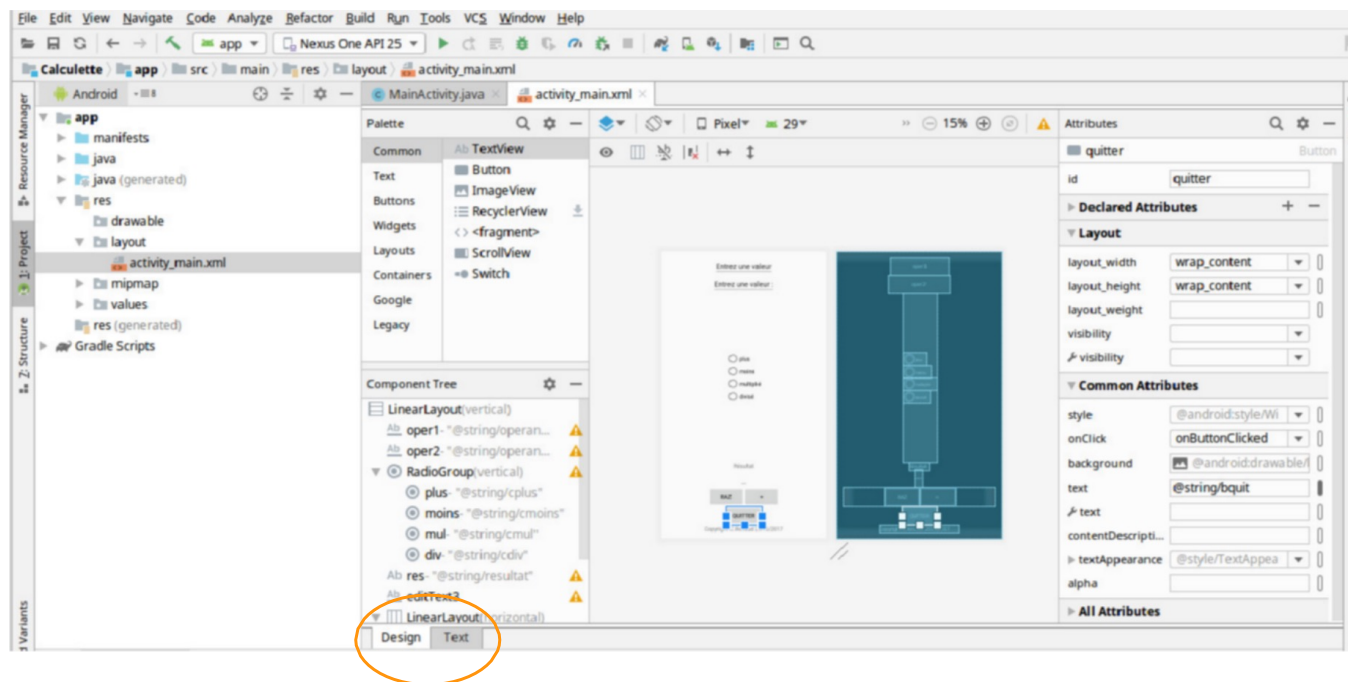 File Edit View Navigate Code Analyze Refactor Build Run Tools VCS Window Help
app Nexus One API 25
Calculette app src main res layout activity_main.xml
Resource Manager
1: Project
Z: Structure
d Variants
Android
app
manifests
java
java (generated)
res
drawable
layout
activity_main.xml
mipmap
values
res (generated)
Gradle Scripts
MainActivity.java activity_main.xml
Palette
Common
Text
Buttons
Widgets
Layouts
Containers
Google
Legacy
Ab TextView
Button
ImageView
RecyclerView
<> <fragment>
ScrollView
Switch
Component Tree
LinearLayout(vertical)
Ab oper1- "@string/operan...
Ab oper2- "@string/operan...
RadioGroup(vertical)
plus- "@string/cplus"
moins- "@string/cmoins"
mul- "@string/cmul"
div- "@string/cdiv"
Ab res- "@string/resultat"
Ab editText3
LinearLayout(horizontal)
Design Text
Pixel 29 » 15%
Entrez une valeur
Entrez une valeur :
plus
moins
multiplié
divisé
Résultat
RAZ =
QUITTER
Attributes
quitter Button
id quitter
Declared Attributes + −
Layout
layout_width wrap_content
layout_height wrap_content
layout_weight
visibility
visibility
Common Attributes
style @android:style/Wi
onClick onButtonClicked
background @android:drawable/
text @string/bquit
text
contentDescripti...
textAppearance @style/TextAppea
alpha
All Attributes